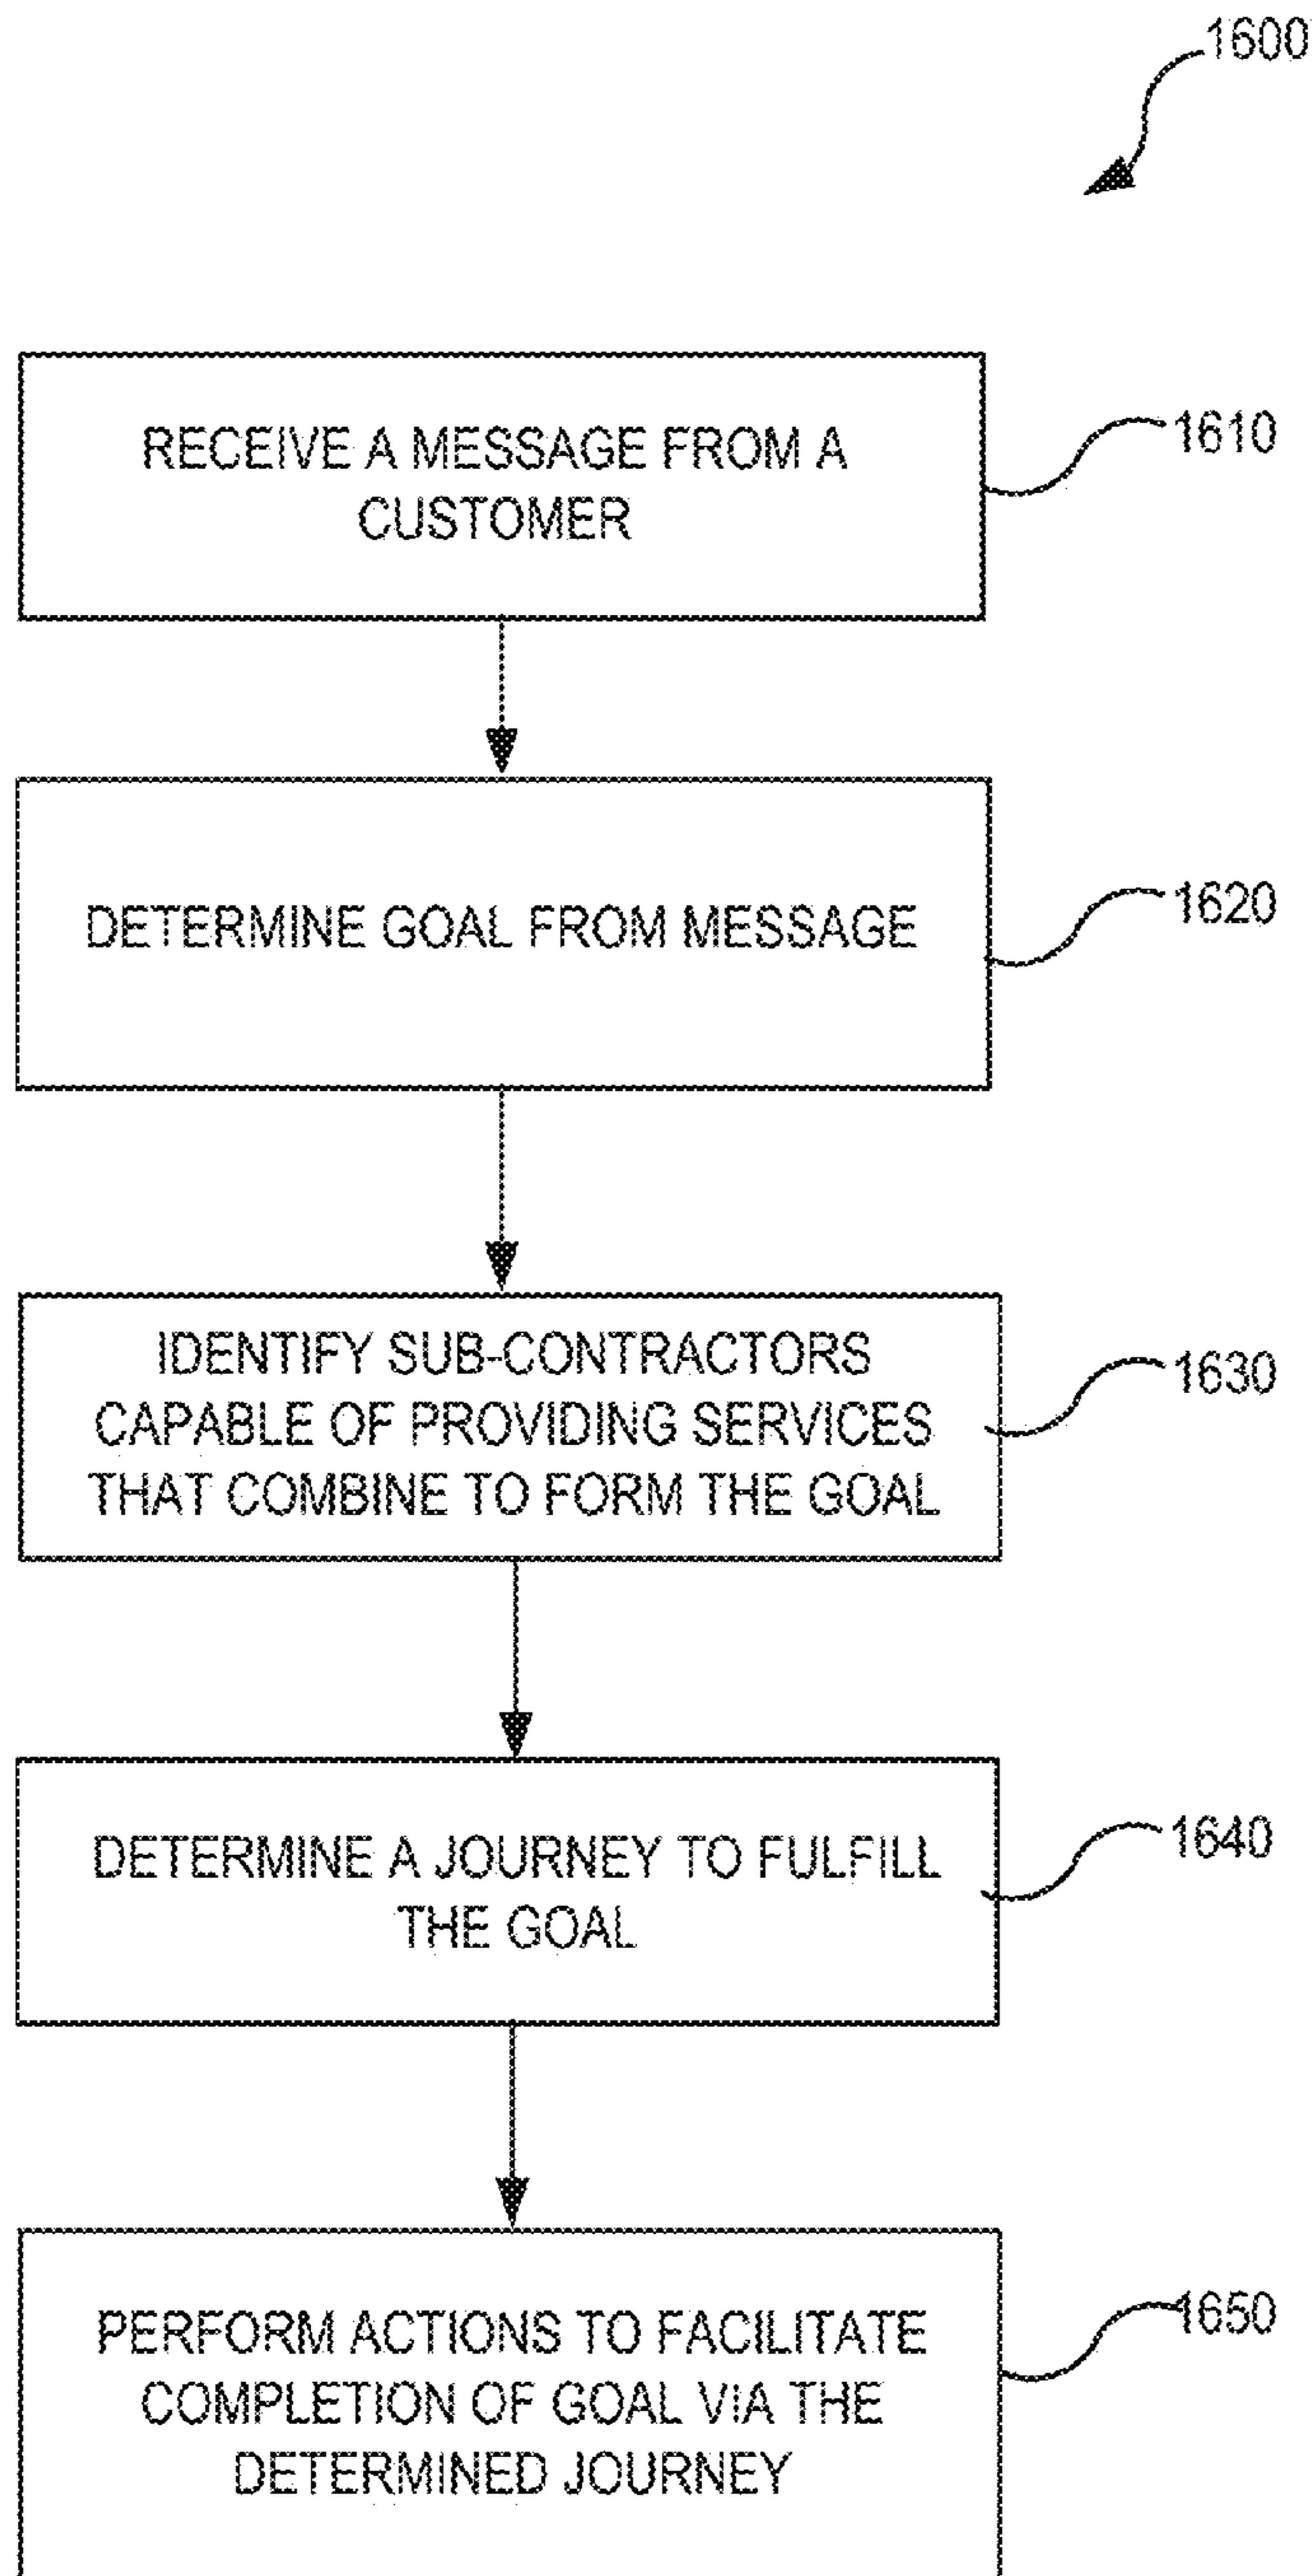 1600
RECEIVE A MESSAGE FROM A
CUSTOMER
1610
DETERMINE GOAL FROM MESSAGE
1620
IDENTIFY SUB-CONTRACTORS
CAPABLE OF PROVIDING SERVICES
THAT COMBINE TO FORM THE GOAL
1630
DETERMINE A JOURNEY TO FULFILL
THE GOAL
1640
PERFORM ACTIONS TO FACILITATE
COMPLETION OF GOAL VIA THE
DETERMINED JOURNEY
1650